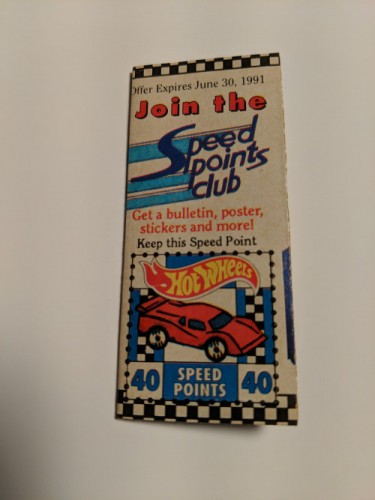 Offer Expires June 30, 1991
Join the
Speed
points
club
Get a bulletin, poster,
stickers and more!
Keep this Speed Point
Hot Wheels
40 SPEED POINTS 40